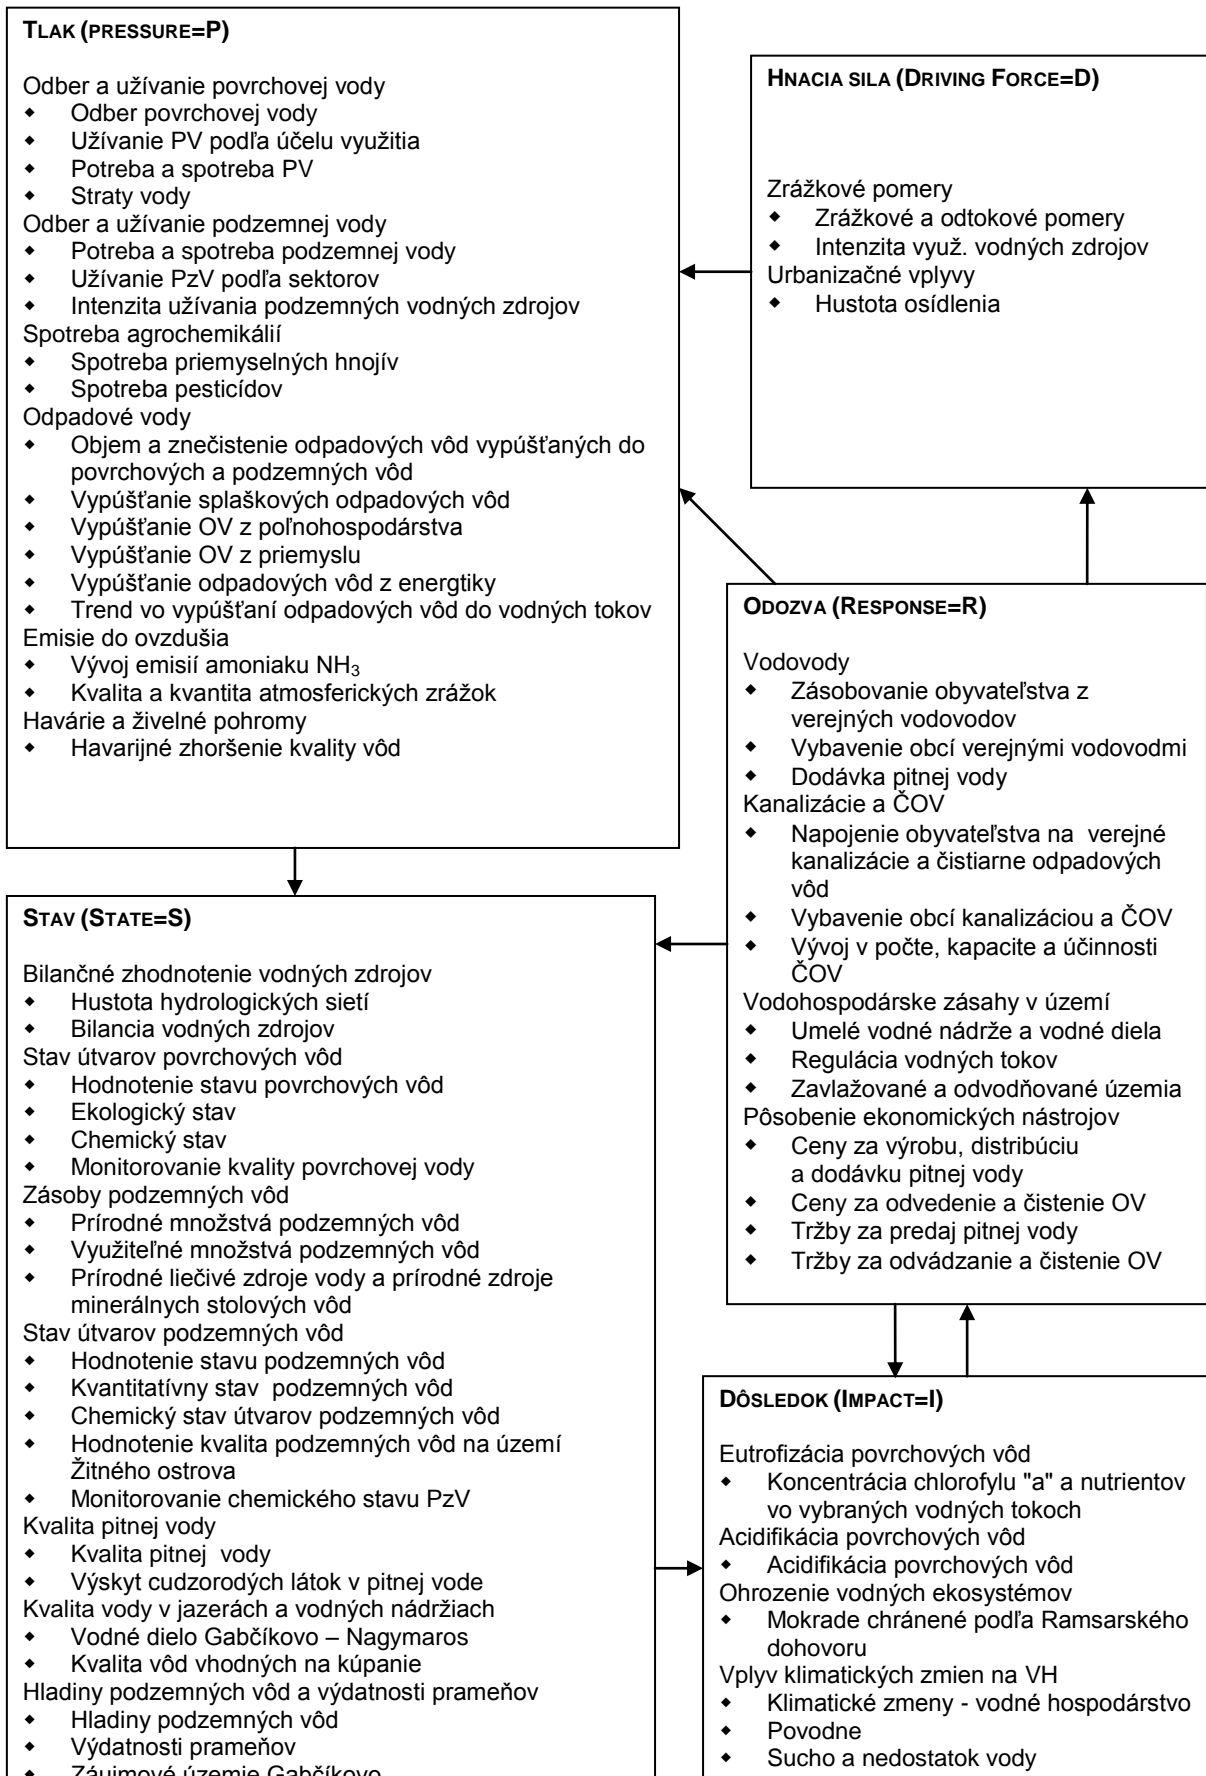 TLAK (PRESSURE=P)
Odber a užívanie povrchovej vody
◆ Odber povrchovej vody
◆ Užívanie PV podľa účelu využitia
◆ Potreba a spotreba PV
◆ Straty vody
Odber a užívanie podzemnej vody
◆ Potreba a spotreba podzemnej vody
◆ Užívanie PzV podľa sektorov
◆ Intenzita užívania podzemných vodných zdrojov
Spotreba agrochemikálií
◆ Spotreba priemyselných hnojív
◆ Spotreba pesticídov
Odpadové vody
◆ Objem a znečistenie odpadových vôd vypúšťaných do
povrchových a podzemných vôd
◆ Vypúšťanie splaškových odpadových vôd
◆ Vypúšťanie OV z poľnohospodárstva
◆ Vypúšťanie OV z priemyslu
◆ Vypúšťanie odpadových vôd z energtiky
◆ Trend vo vypúšťaní odpadových vôd do vodných tokov
Emisie do ovzdušia
◆ Vývoj emisií amoniaku NH₃
◆ Kvalita a kvantita atmosferických zrážok
Havárie a živelné pohromy
◆ Havarijné zhoršenie kvality vôd
HNACIA SILA (DRIVING FORCE=D)
Zrážkové pomery
◆ Zrážkové a odtokové pomery
◆ Intenzita využ. vodných zdrojov
Urbanizačné vplyvy
◆ Hustota osídlenia
ODOZVA (RESPONSE=R)
Vodovody
◆ Zásobovanie obyvateľstva z
verejných vodovodov
◆ Vybavenie obcí verejnými vodovodmi
◆ Dodávka pitnej vody
Kanalizácie a ČOV
◆ Napojenie obyvateľstva na verejné
kanalizácie a čistiarne odpadových
vôd
◆ Vybavenie obcí kanalizáciou a ČOV
◆ Vývoj v počte, kapacite a účinnosti
ČOV
Vodohospodárske zásahy v území
◆ Umelé vodné nádrže a vodné diela
◆ Regulácia vodných tokov
◆ Zavlažované a odvodňované územia
Pôsobenie ekonomických nástrojov
◆ Ceny za výrobu, distribúciu
a dodávku pitnej vody
◆ Ceny za odvedenie a čistenie OV
◆ Tržby za predaj pitnej vody
◆ Tržby za odvádzanie a čistenie OV
STAV (STATE=S)
Bilančné zhodnotenie vodných zdrojov
◆ Hustota hydrologických sietí
◆ Bilancia vodných zdrojov
Stav útvarov povrchových vôd
◆ Hodnotenie stavu povrchových vôd
◆ Ekologický stav
◆ Chemický stav
◆ Monitorovanie kvality povrchovej vody
Zásoby podzemných vôd
◆ Prírodné množstvá podzemných vôd
◆ Využiteľné množstvá podzemných vôd
◆ Prírodné liečivé zdroje vody a prírodné zdroje
minerálnych stolových vôd
Stav útvarov podzemných vôd
◆ Hodnotenie stavu podzemných vôd
◆ Kvantitatívny stav podzemných vôd
◆ Chemický stav útvarov podzemných vôd
◆ Hodnotenie kvalita podzemných vôd na území
Žitného ostrova
◆ Monitorovanie chemického stavu PzV
Kvalita pitnej vody
◆ Kvalita pitnej vody
◆ Výskyt cudzorodých látok v pitnej vode
Kvalita vody v jazerách a vodných nádržiach
◆ Vodné dielo Gabčíkovo – Nagymaros
◆ Kvalita vôd vhodných na kúpanie
Hladiny podzemných vôd a výdatnosti prameňov
◆ Hladiny podzemných vôd
◆ Výdatnosti prameňov
◆ Záujmové územie Gabčíkovo
DÔSLEDOK (IMPACT=I)
Eutrofizácia povrchových vôd
◆ Koncentrácia chlorofylu "a" a nutrientov
vo vybraných vodných tokoch
Acidifikácia povrchových vôd
◆ Acidifikácia povrchových vôd
Ohrozenie vodných ekosystémov
◆ Mokrade chránené podľa Ramsarského
dohovoru
Vplyv klimatických zmien na VH
◆ Klimatické zmeny - vodné hospodárstvo
◆ Povodne
◆ Sucho a nedostatok vody